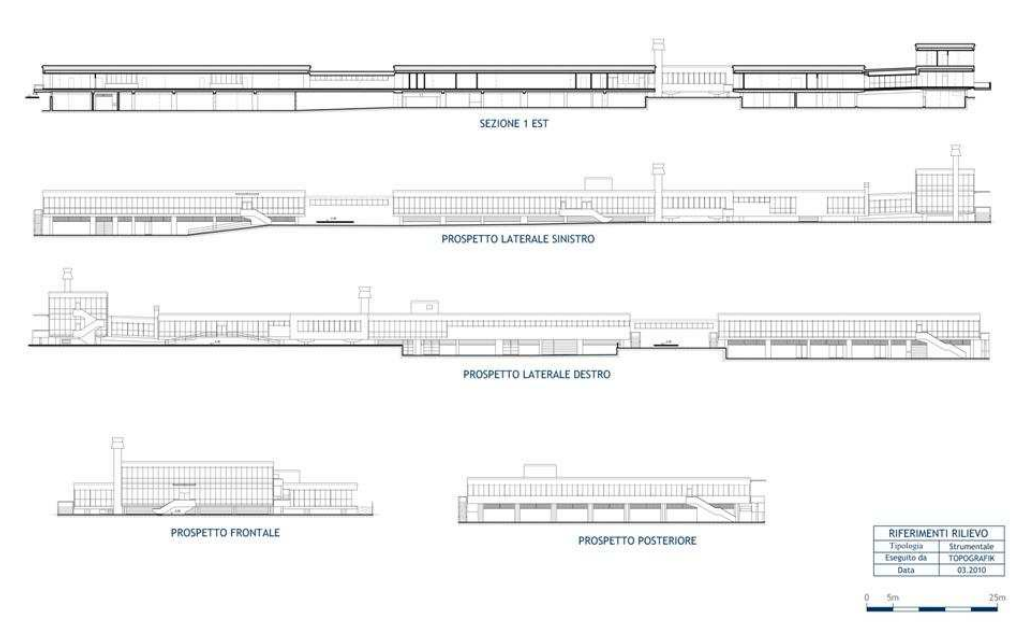 SEZIONE 1 EST
PROSPETTO LATERALE SINISTRO
PROSPETTO LATERALE DESTRO
PROSPETTO FRONTALE
PROSPETTO POSTERIORE
RIFERIMENTI RILIEVO
Tipologia Strumentale
Eseguito da TOPOGRAFIK
Data 03.2010
0 5m 25m